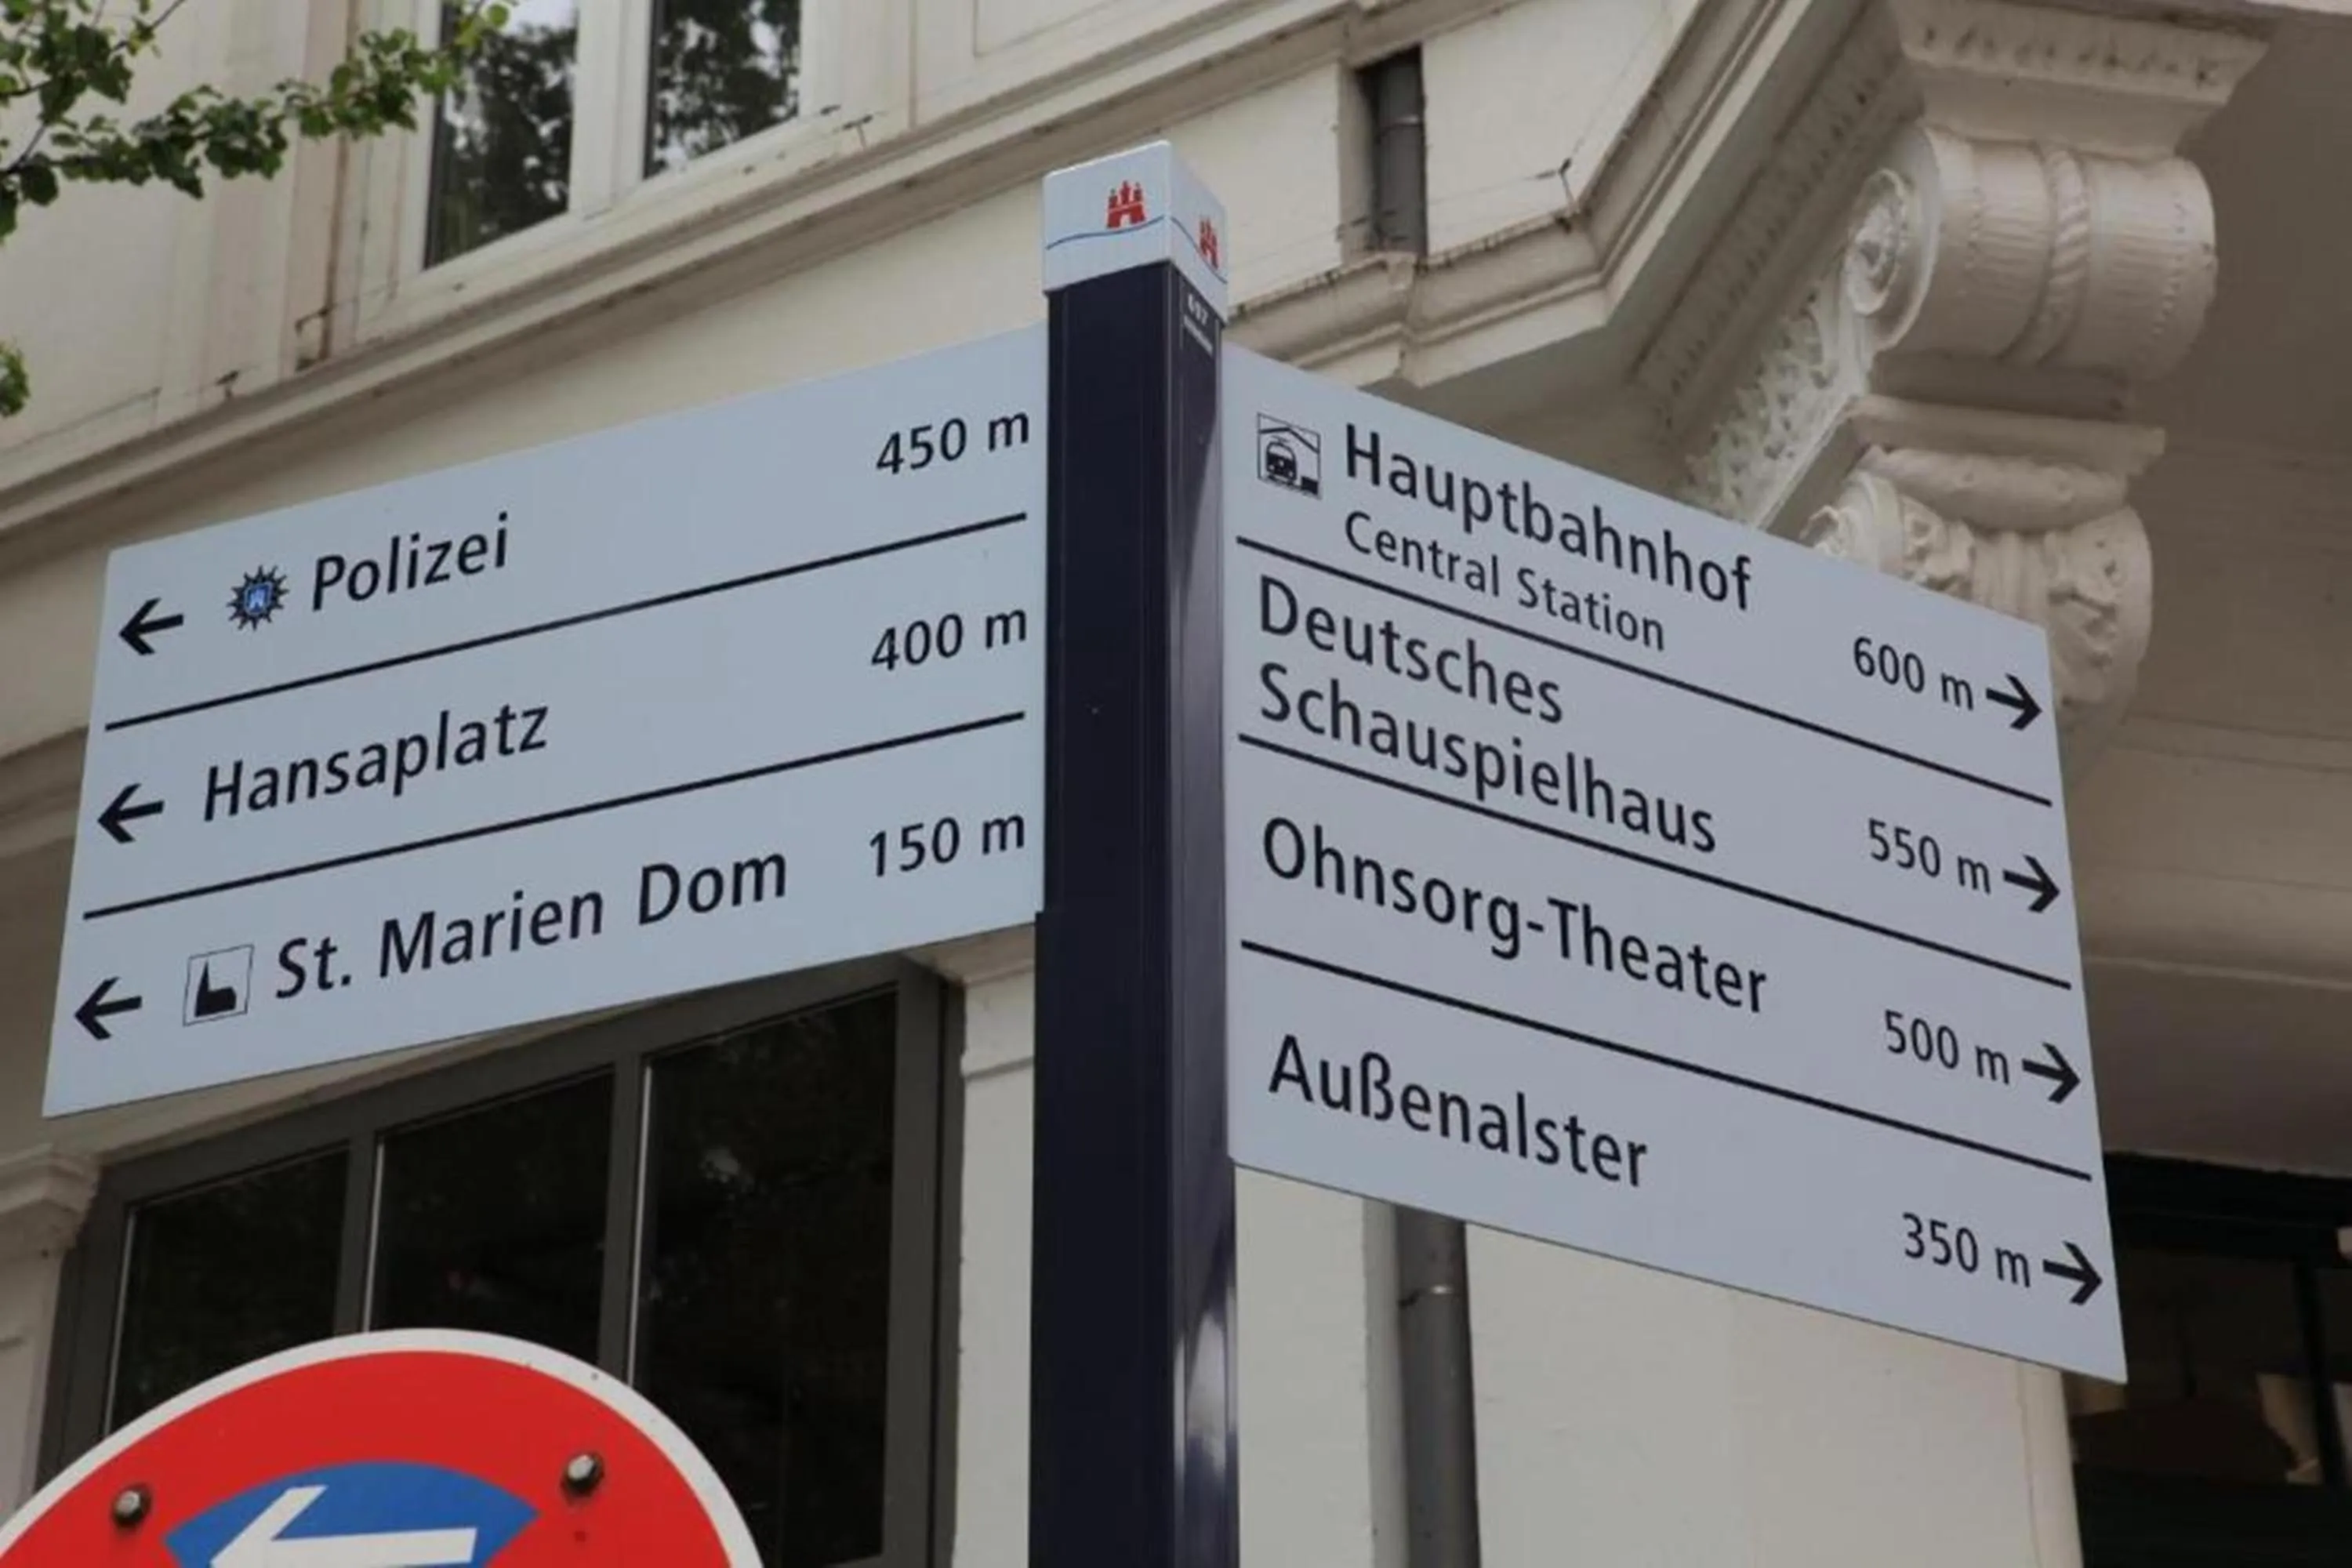 450 m
← Polizei
400 m
← Hansaplatz
150 m
← St. Marien Dom
Hauptbahnhof
Central Station
600 m →
Deutsches
Schauspielhaus
550 m →
Ohnsorg-Theater
500 m →
Außenalster
350 m →